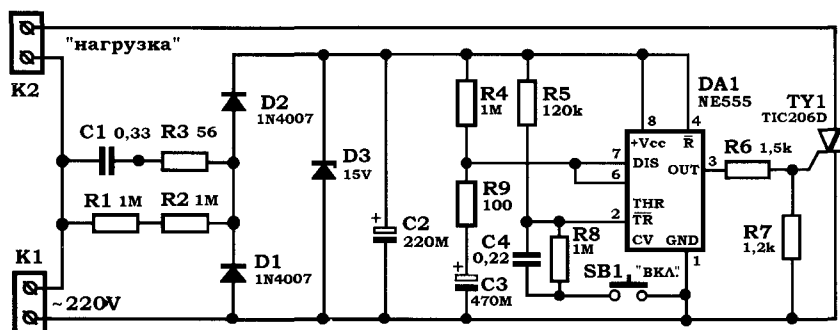 "нагрузка"
K2
C1 0,33 R3 56
D2
1N4007
R1 1M R2 1M
K1
~220V
D1
1N4007
D3
15V
+
C2
220M
R4
1M
R5
120k
R9
100
C4
0,22
R8
1M
+
C3
470M
SB1 "ВКЛ."
DA1
NE555
8
4
+Vcc
R
7
DIS
6
OUT
3
THR
2
TR
CV
GND
1
R6 1,5k
R7
1,2k
TY1
TIC206D